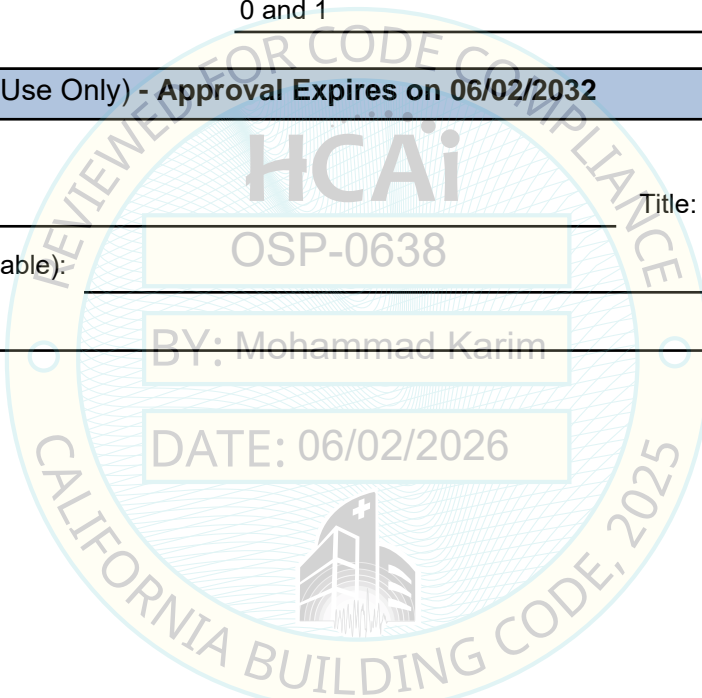 0 and 1
Use Only) - Approval Expires on 06/02/2032
REVIEWED FOR CODE COMPLIANCE
HCAi
Title:
OSP-0638
able):
BY: Mohammad Karim
DATE: 06/02/2026
CALIFORNIA BUILDING CODE, 2025